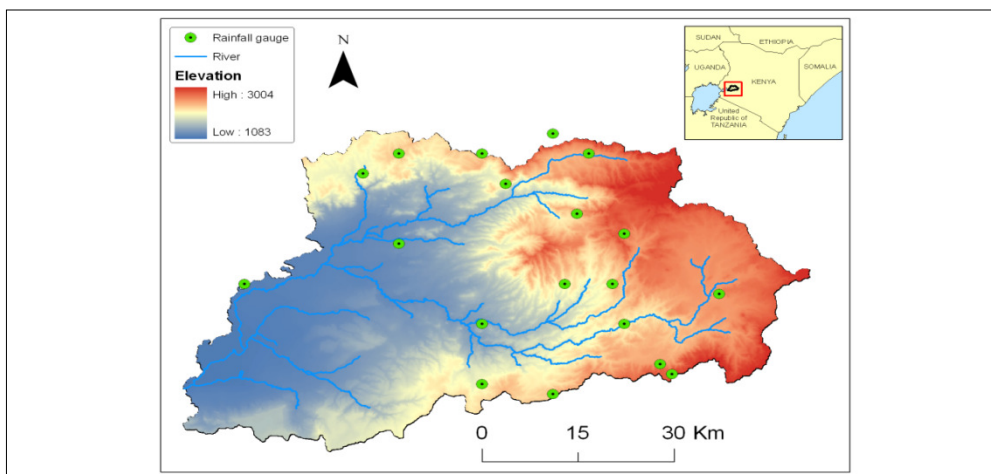 Rainfall gauge
River
Elevation
High : 3004
Low : 1083
N
SUDAN
ETHIOPIA
UGANDA
KENYA
SOMALIA
United
Republic of
TANZANIA
0 15 30 Km